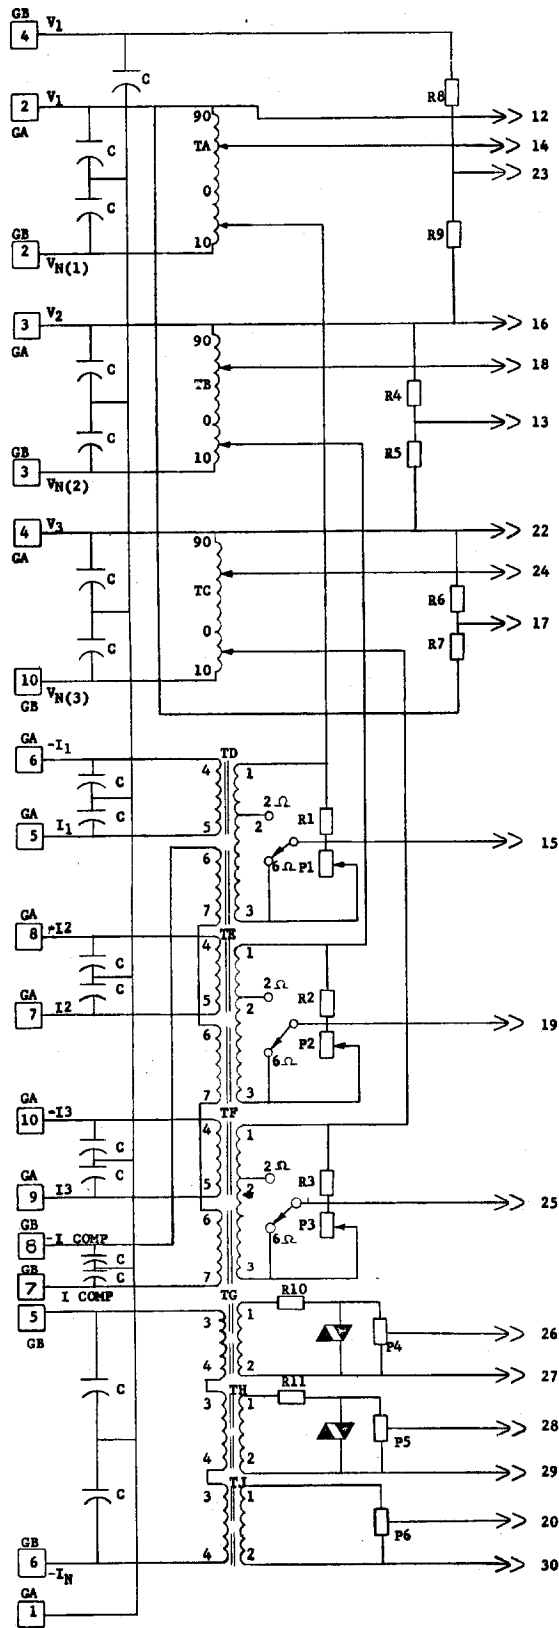 GB
4 V1
C
R8
2 V1
GA
90
12
C
TA
14
23
C
0
R9
GB
2
10
VN(1)
3 V2
GA
16
90
C
18
TB
R4
0
13
C
R5
GB
3
10
VN(2)
4 V3
GA
22
90
C
24
TC
R6
0
17
C
R7
10
10
VN(3)
GB
GA
-I1
6
TD
4
1
C
2Ω
C
2
R1
5 I1
5
15
GA
6
6Ω
P1
7
3
GA
8 -I2
TE
4
1
C
2Ω
C
5
2
R2
GA
7 I2
6
19
P2
6Ω
7
3
GA
10 -I3
TF
4
1
C
2Ω
C
5
2
R3
GA
9 I3
25
6
P3
GB
8 -I COMP
6Ω
C
3
GB
C
7
7
I COMP
R10
TG
5
GB
3
1
26
P4
4
2
27
R11
C
TH
3
1
28
P5
4
2
29
TJ
C
3
1
20
P6
GB
6
4
2
30
-IN
GA
1